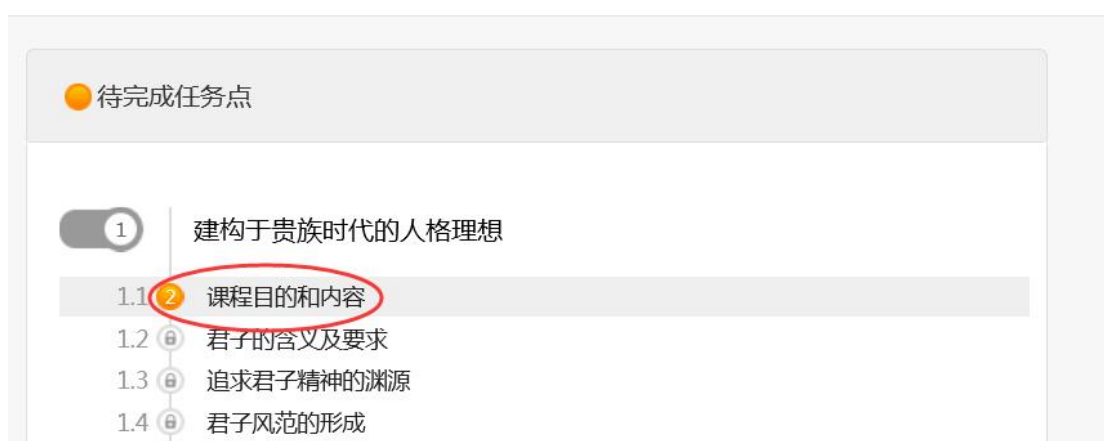 待完成任务点
1 建构于贵族时代的人格理想
1.1 2 课程目的和内容
1.2 君子的含义及要求
1.3 追求君子精神的渊源
1.4 君子风范的形成